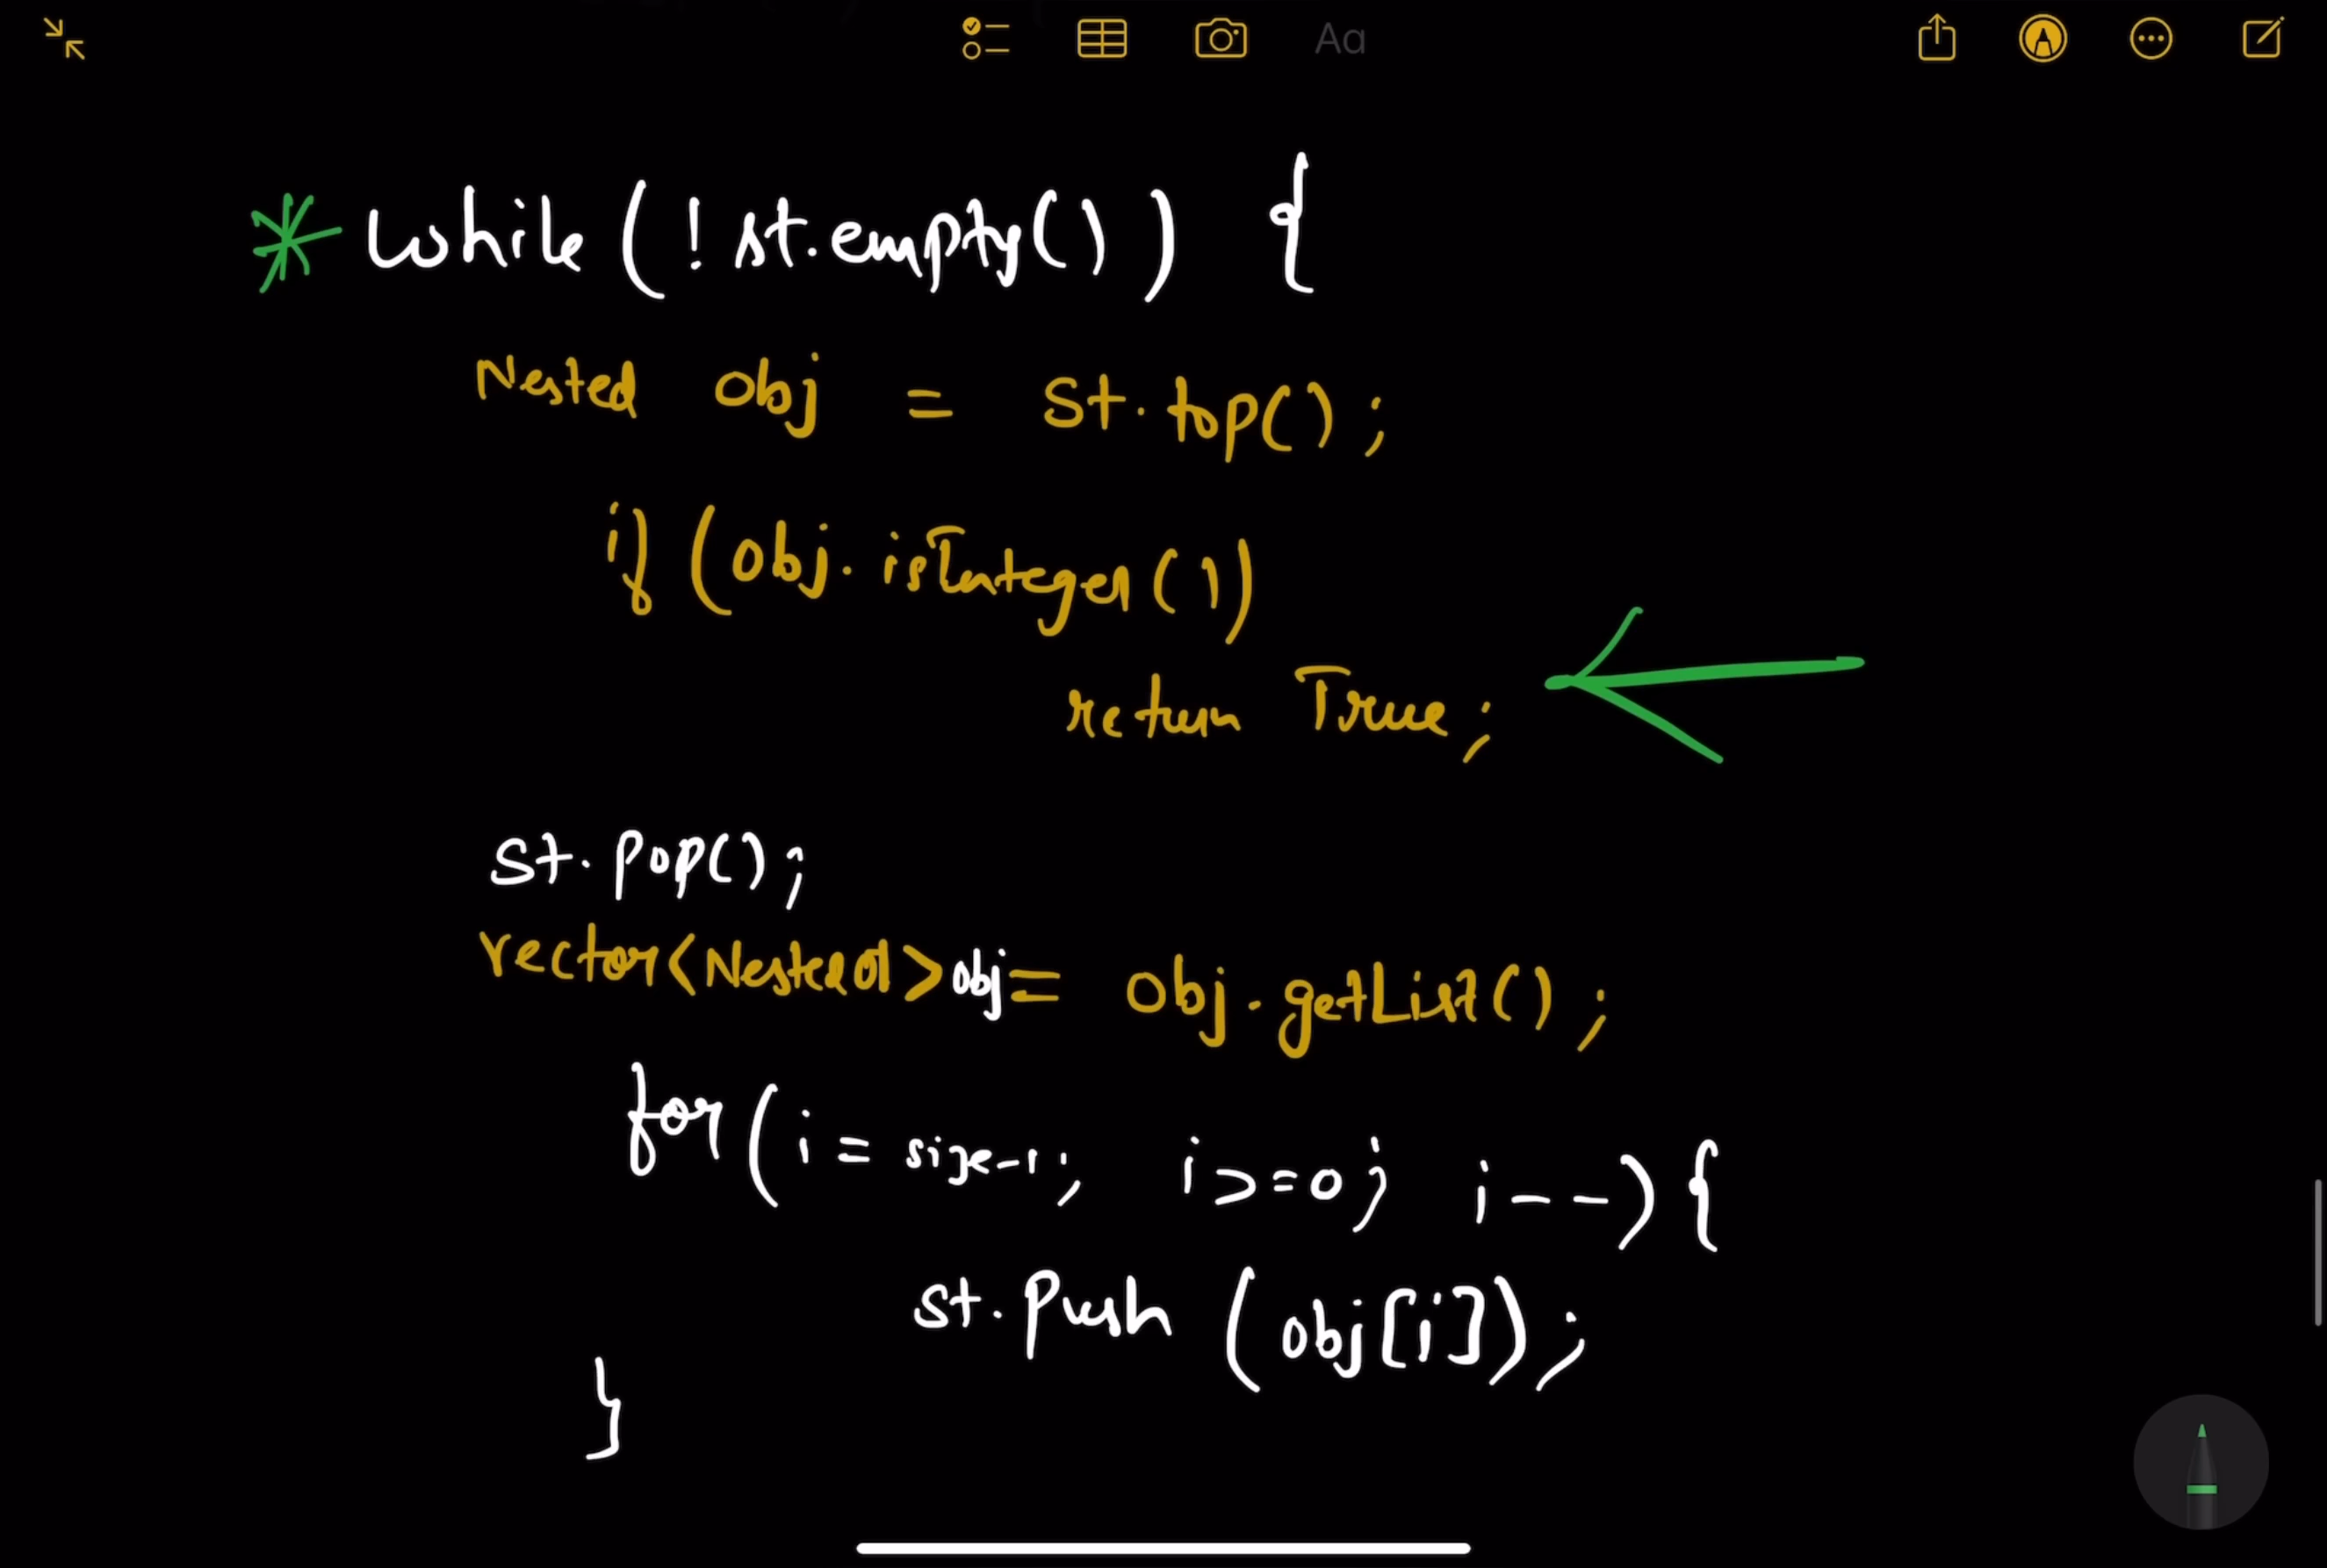 Aa
* while (! st.empty()) {
Nested obj = st.top();
if (obj. isInteger())
return True;
st.pop();
vector<Nested> obj = obj.getList();
for (i = size-1; i>=0; i--) {
st.push (obj[i]);
}